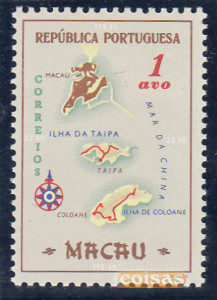 REPÚBLICA PORTUGUESA
MACAU
1
avo
CORREIOS
MAR DA CHINA
ILHA DA TAIPA
TAIPA
ILHA DE COLOANE
COLOANE
MACAU
coisas